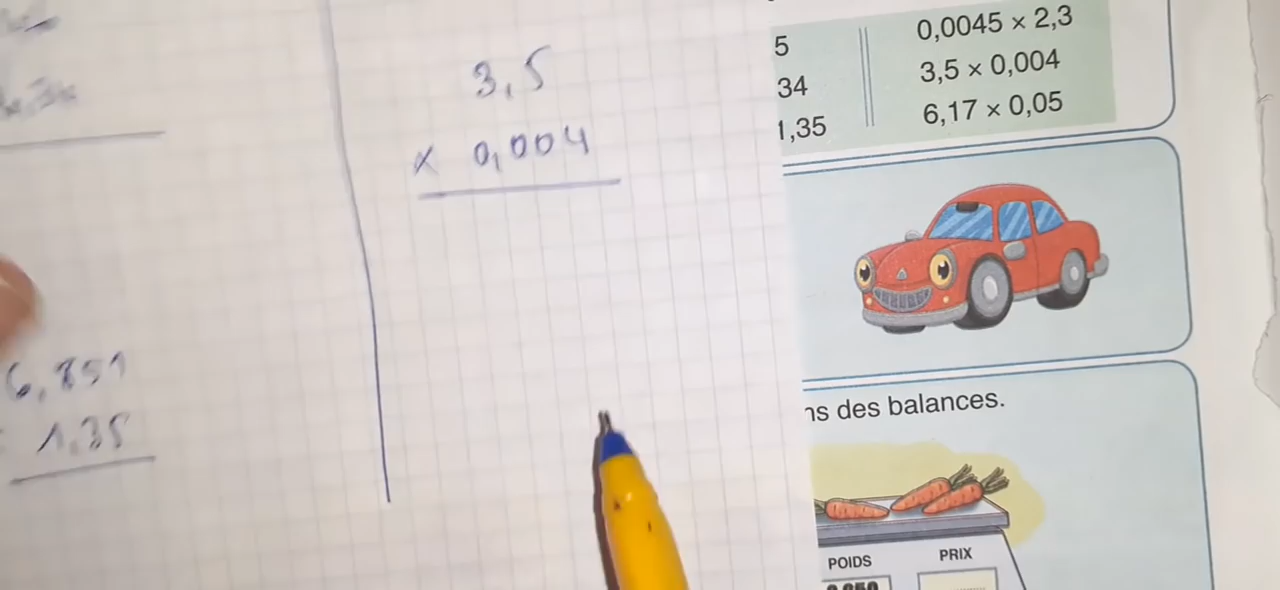 3,5
× 0,004
6,851
1,35
5
34
1,35
0,0045 × 2,3
3,5 × 0,004
6,17 × 0,05
ns des balances.
POIDS
PRIX